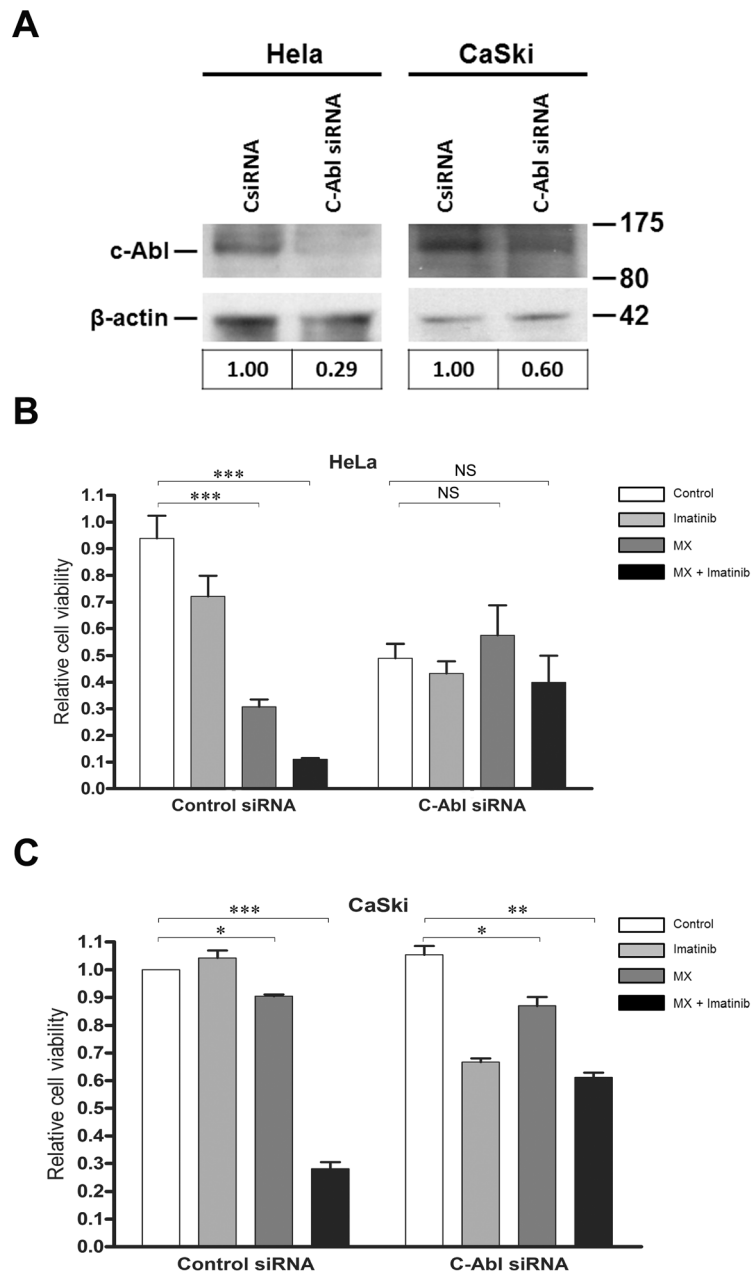 A
Hela CaSki
CsiRNA C-Abl siRNA CsiRNA C-Abl siRNA
c-Abl 175
80
β-actin 42
1.00 0.29 1.00 0.60
B
HeLa
*** NS
*** NS
Relative cell viability
1.1
1.0
0.9
0.8
0.7
0.6
0.5
0.4
0.3
0.2
0.1
0.0
Control siRNA C-Abl siRNA
Control
Imatinib
MX
MX + Imatinib
C
CaSki
*** **
* *
Relative cell viability
1.1
1.0
0.9
0.8
0.7
0.6
0.5
0.4
0.3
0.2
0.1
0.0
Control siRNA C-Abl siRNA
Control
Imatinib
MX
MX + Imatinib